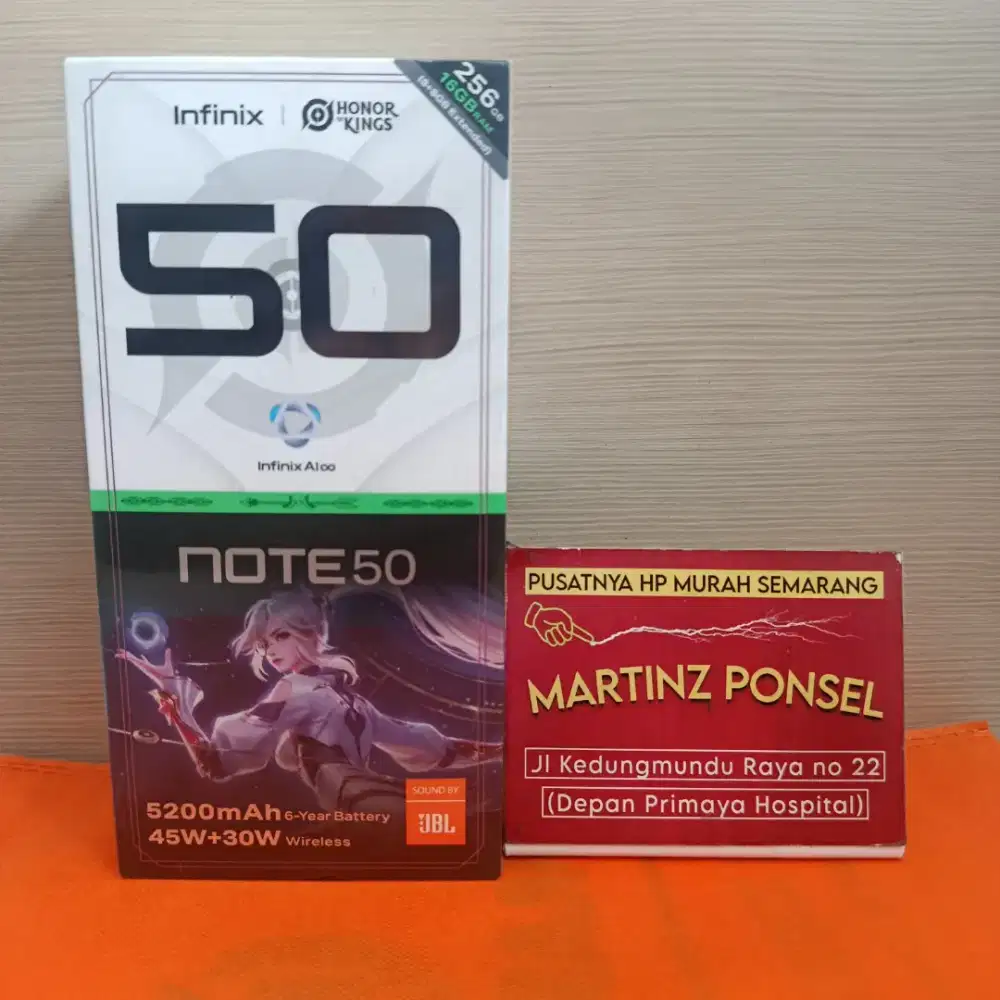 Infinix | HONOR OF KINGS
256GB
16GB RAM
(8+8GB Extended)
50
Infinix AI∞
NOTE 50
5200mAh 6-Year Battery
45W+30W Wireless
SOUND BY
JBL
PUSATNYA HP MURAH SEMARANG
MARTINZ PONSEL
Jl Kedungmundu Raya no 22
(Depan Primaya Hospital)